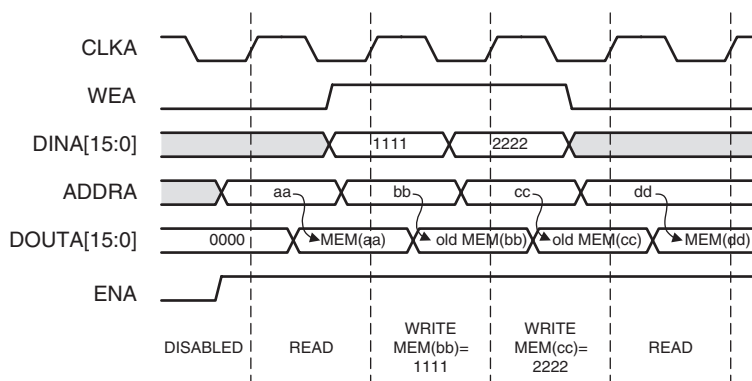 CLKA
WEA
DINA[15:0] 1111 2222
ADDRA aa bb cc dd
DOUTA[15:0] 0000 MEM(aa) old MEM(bb) old MEM(cc) MEM(dd)
ENA
DISABLED READ WRITE MEM(bb)= 1111 WRITE MEM(cc)= 2222 READ